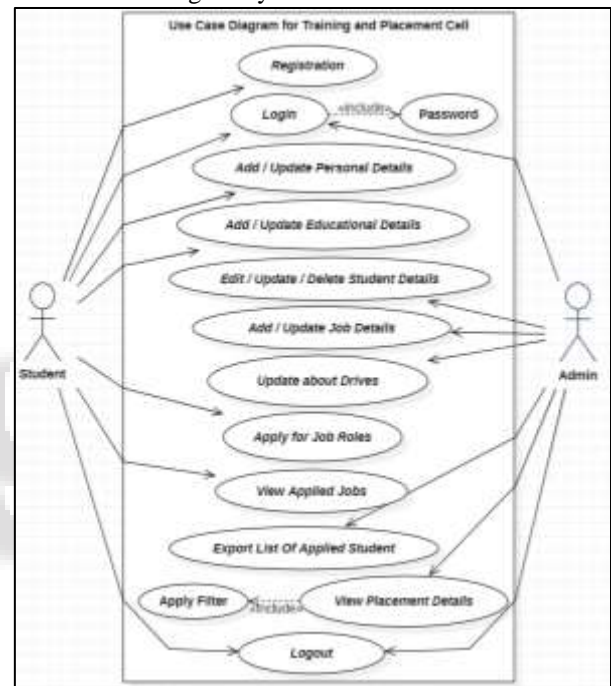 Use Case Diagram for Training and Placement Cell
Registration
Login
«include»
Password
Add / Update Personal Details
Add / Update Educational Details
Edit / Update / Delete Student Details
Add / Update Job Details
Student
Admin
Update about Drives
Apply for Job Roles
View Applied Jobs
Export List Of Applied Student
Apply Filter
«include»
View Placement Details
Logout